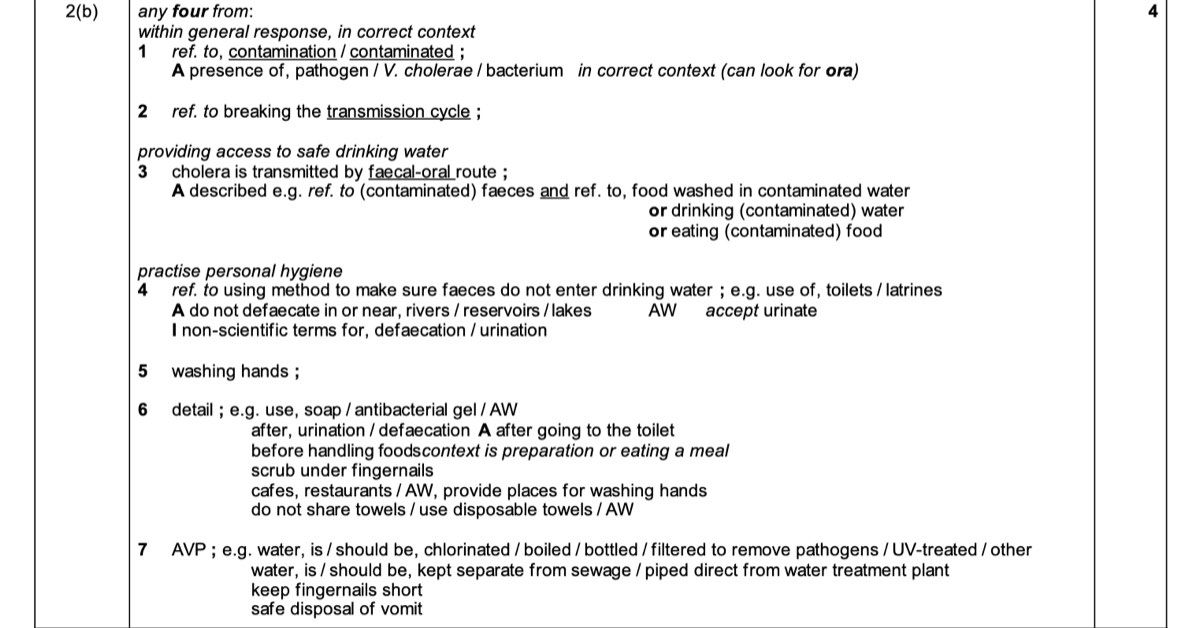 2(b) any four from: 4
within general response, in correct context
1 ref. to, contamination / contaminated ;
A presence of, pathogen / V. cholerae / bacterium in correct context (can look for ora)
2 ref. to breaking the transmission cycle ;
providing access to safe drinking water
3 cholera is transmitted by faecal-oral route ;
A described e.g. ref. to (contaminated) faeces and ref. to, food washed in contaminated water
or drinking (contaminated) water
or eating (contaminated) food
practise personal hygiene
4 ref. to using method to make sure faeces do not enter drinking water ; e.g. use of, toilets / latrines
A do not defaecate in or near, rivers / reservoirs / lakes AW accept urinate
I non-scientific terms for, defaecation / urination
5 washing hands ;
6 detail ; e.g. use, soap / antibacterial gel / AW
after, urination / defaecation A after going to the toilet
before handling foodscontext is preparation or eating a meal
scrub under fingernails
cafes, restaurants / AW, provide places for washing hands
do not share towels / use disposable towels / AW
7 AVP ; e.g. water, is / should be, chlorinated / boiled / bottled / filtered to remove pathogens / UV-treated / other
water, is / should be, kept separate from sewage / piped direct from water treatment plant
keep fingernails short
safe disposal of vomit